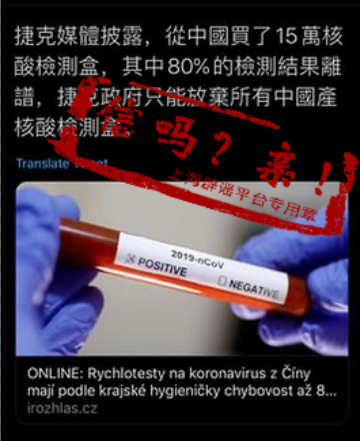 捷克媒體披露，從中國買了15萬核
酸檢測盒，其中80%的檢測結果離
譜，捷克政府只能放棄所有中國產
核酸檢測盒。
信吗？亲!!
上海辟谣平台专用章
Translate Tweet
2019-nCoV
POSITIVE
NEGATIVE
ONLINE: Rychlotesty na koronavirus z Číny
mají podle krajské hygieničky chybovost až 8...
irozhlas.cz